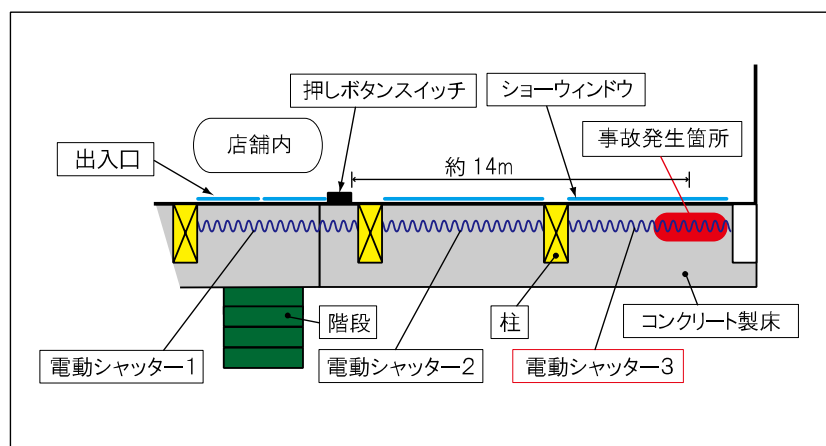 押しボタンスイッチ
ショーウィンドウ
事故発生箇所
出入口
店舗内
約14m
階段
柱
コンクリート製床
電動シャッター1
電動シャッター2
電動シャッター3